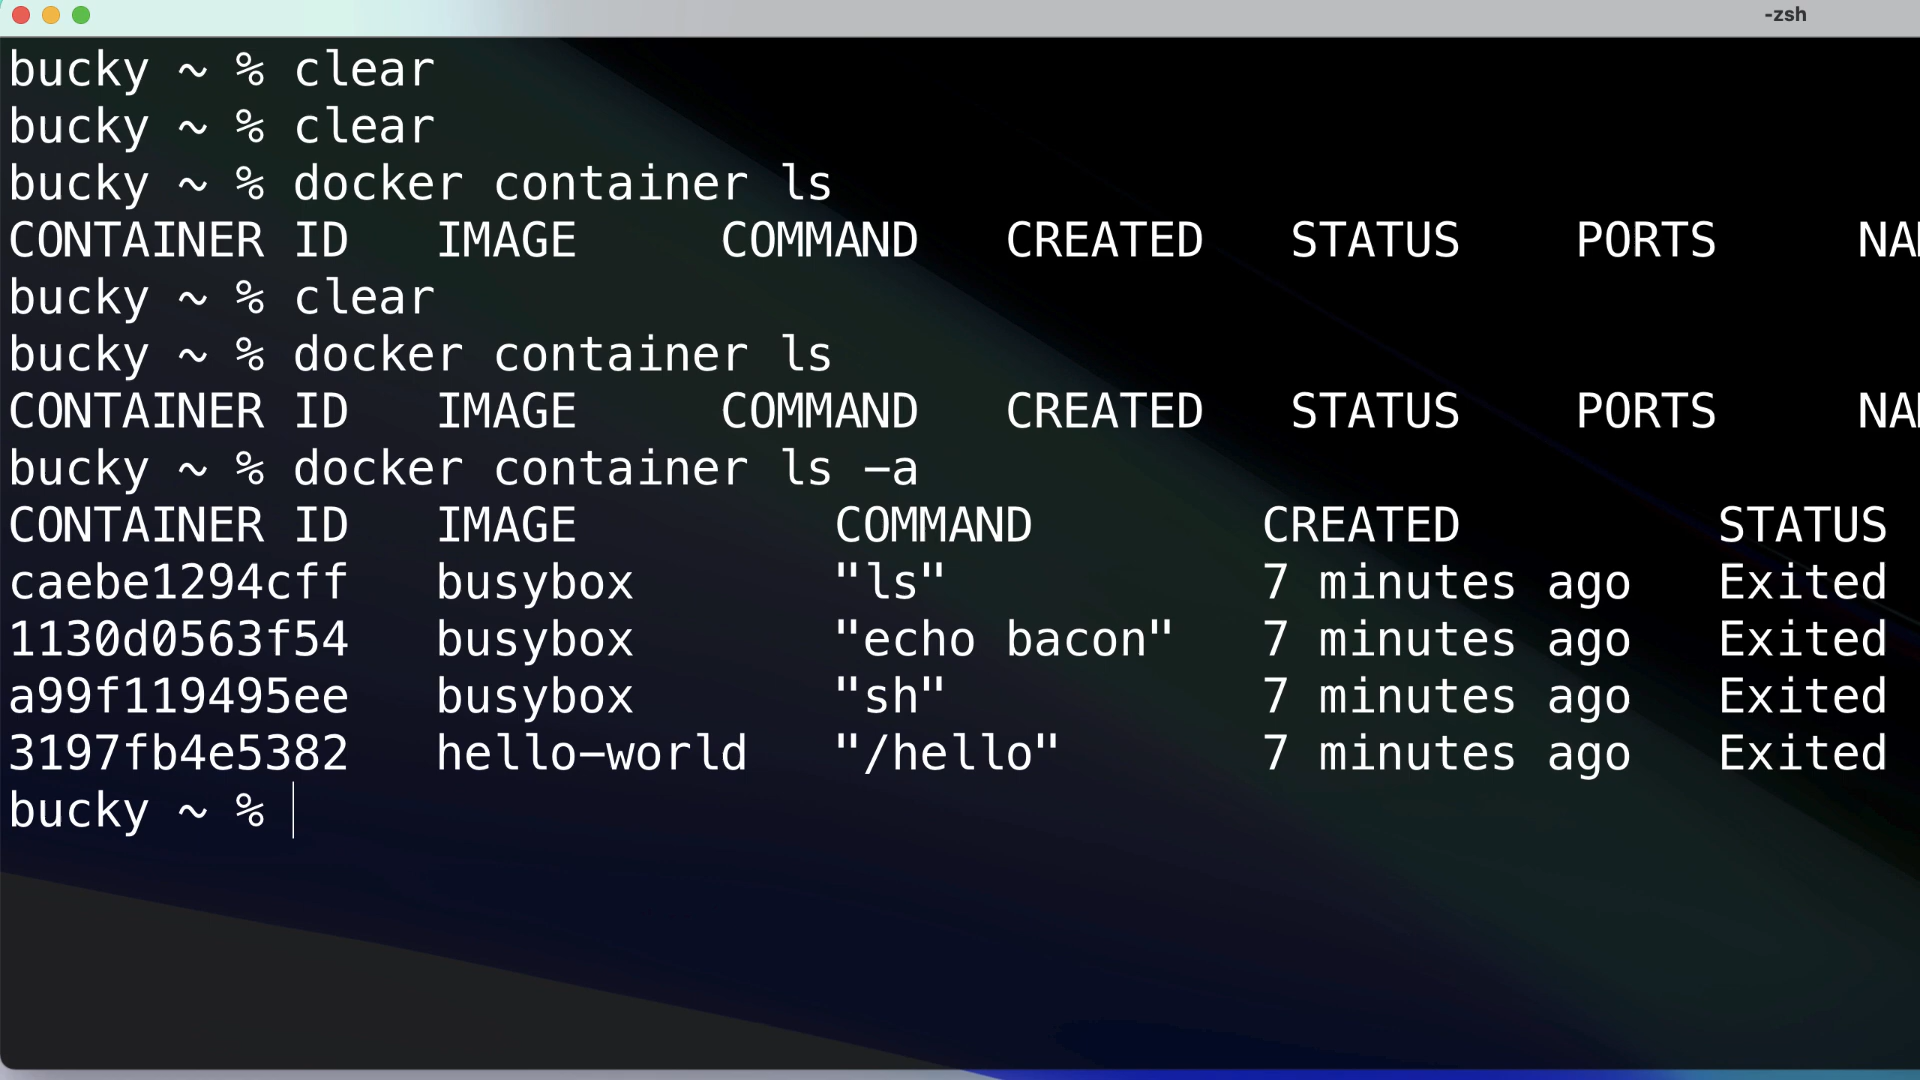 -zsh
bucky ~ % clear
bucky ~ % clear
bucky ~ % docker container ls
CONTAINER ID   IMAGE     COMMAND   CREATED   STATUS    PORTS     NA
bucky ~ % clear
bucky ~ % docker container ls
CONTAINER ID   IMAGE     COMMAND   CREATED   STATUS    PORTS     NA
bucky ~ % docker container ls -a
CONTAINER ID   IMAGE         COMMAND        CREATED         STATUS
caebe1294cff   busybox       "ls"           7 minutes ago   Exited
1130d0563f54   busybox       "echo bacon"   7 minutes ago   Exited
a99f119495ee   busybox       "sh"           7 minutes ago   Exited
3197fb4e5382   hello-world   "/hello"       7 minutes ago   Exited
bucky ~ %